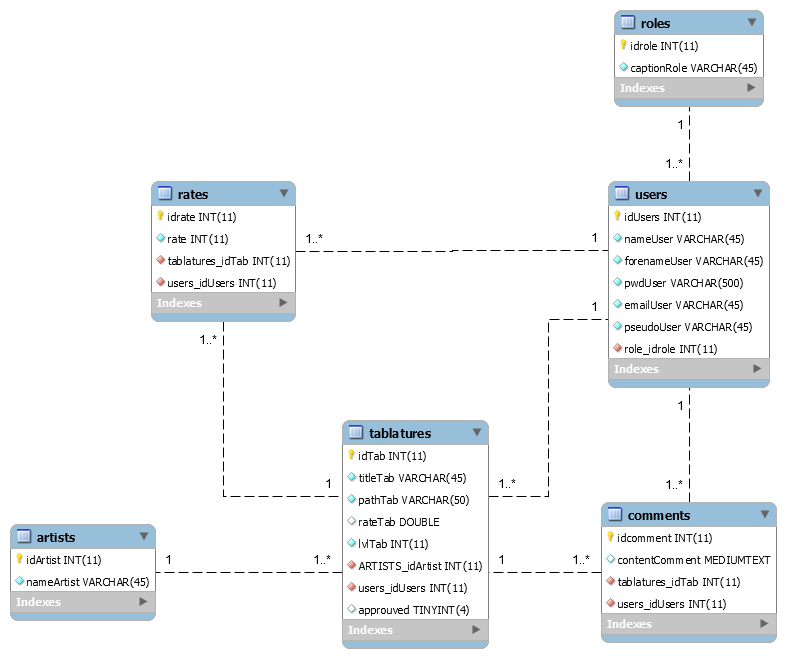 roles
idrole INT(11)
captionRole VARCHAR(45)
Indexes
1
1..*
rates
idrate INT(11)
rate INT(11)
tablatures_idTab INT(11)
users_idUsers INT(11)
Indexes
1..*
1
users
idUsers INT(11)
nameUser VARCHAR(45)
forenameUser VARCHAR(45)
pwdUser VARCHAR(500)
emailUser VARCHAR(45)
pseudoUser VARCHAR(45)
role_idrole INT(11)
Indexes
1
1..*
1
1..*
1
1..*
tablatures
idTab INT(11)
titleTab VARCHAR(45)
pathTab VARCHAR(50)
rateTab DOUBLE
lvlTab INT(11)
ARTISTS_idArtist INT(11)
users_idUsers INT(11)
approuved TINYINT(4)
Indexes
artists
idArtist INT(11)
nameArtist VARCHAR(45)
Indexes
1
1..*
1
1..*
comments
idcomment INT(11)
contentComment MEDIUMTEXT
tablatures_idTab INT(11)
users_idUsers INT(11)
Indexes